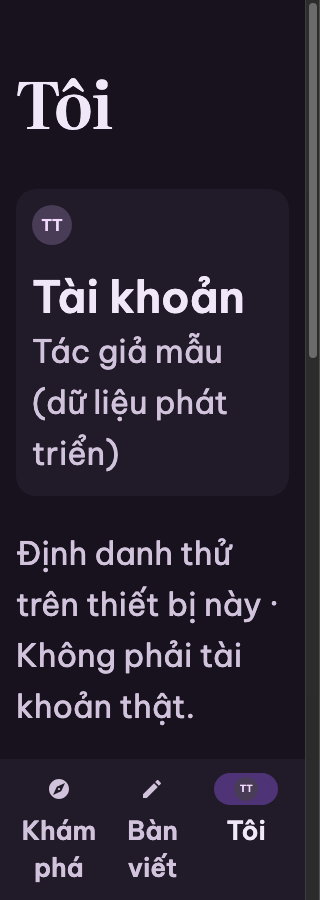 Tôi
TT
Tài khoản
Tác giả mẫu
(dữ liệu phát
triển)
Định danh thử
trên thiết bị này ·
Không phải tài
khoản thật.
TT
Khám
phá
Bàn
viết
Tôi